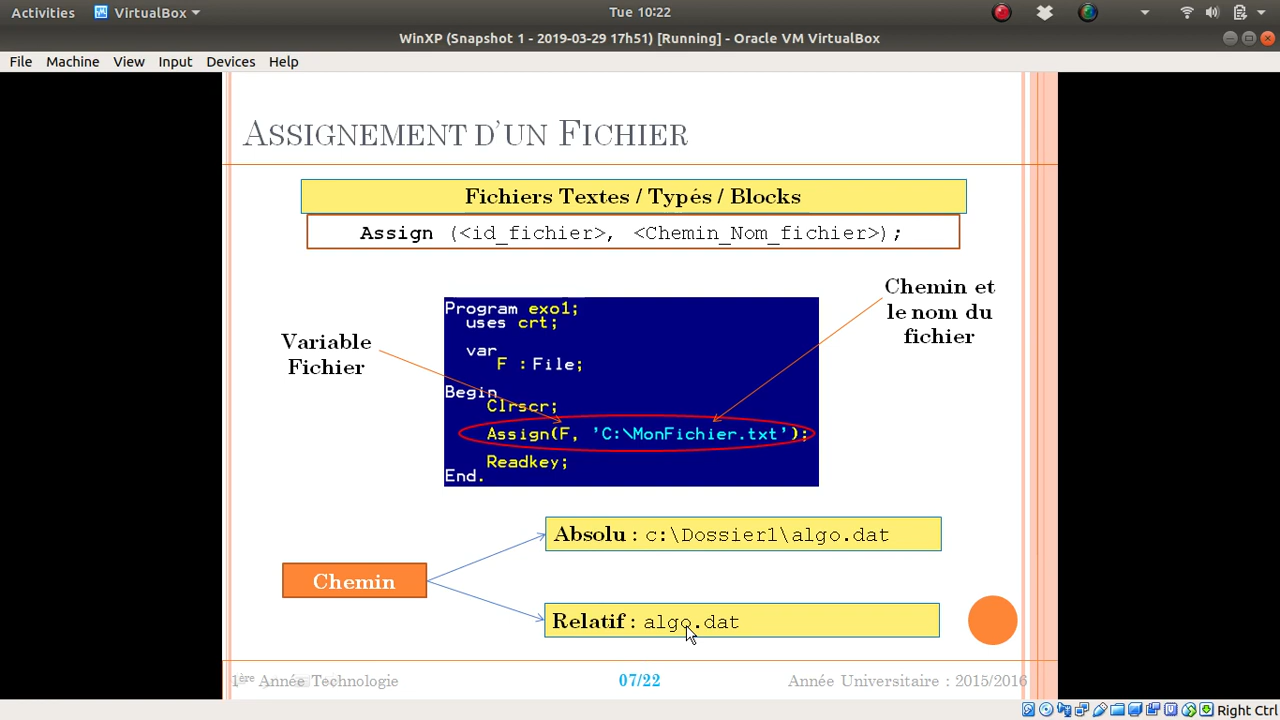 Activities VirtualBox Tue 10:22
WinXP (Snapshot 1 - 2019-03-29 17h51) [Running] - Oracle VM VirtualBox
File Machine View Input Devices Help
ASSIGNEMENT D’UN FICHIER
Fichiers Textes / Typés / Blocks
Assign (<id_fichier>, <Chemin_Nom_fichier>);
Chemin et
le nom du
fichier
Variable
Fichier
Program exo1;
uses crt;
var
F : File;
Begin
Clrscr;
Assign(F, 'C:\MonFichier.txt');
Readkey;
End.
Absolu : c:\Dossier1\algo.dat
Chemin
Relatif : algo.dat
1ère Année Technologie 07/22 Année Universitaire : 2015/2016
Right Ctrl